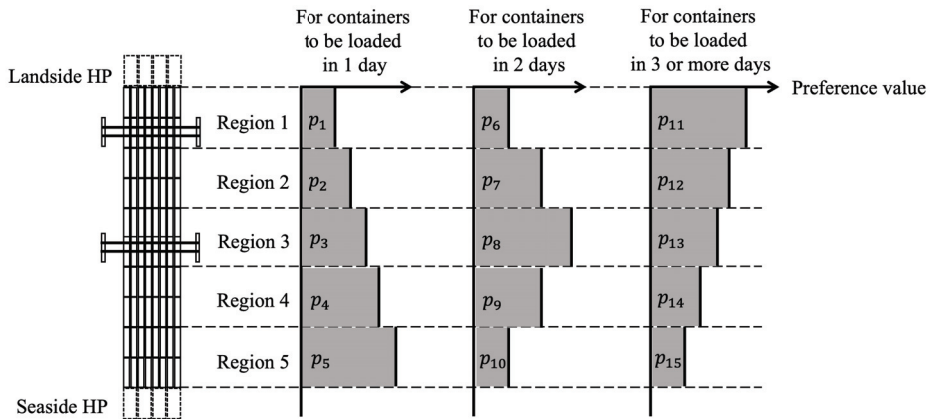 For containers
to be loaded
in 1 day
For containers
to be loaded
in 2 days
For containers
to be loaded
in 3 or more days
Landside HP
Preference value
Region 1
p₁
p₆
p₁₁
Region 2
p₂
p₇
p₁₂
Region 3
p₃
p₈
p₁₃
Region 4
p₄
p₉
p₁₄
Region 5
p₅
p₁₀
p₁₅
Seaside HP